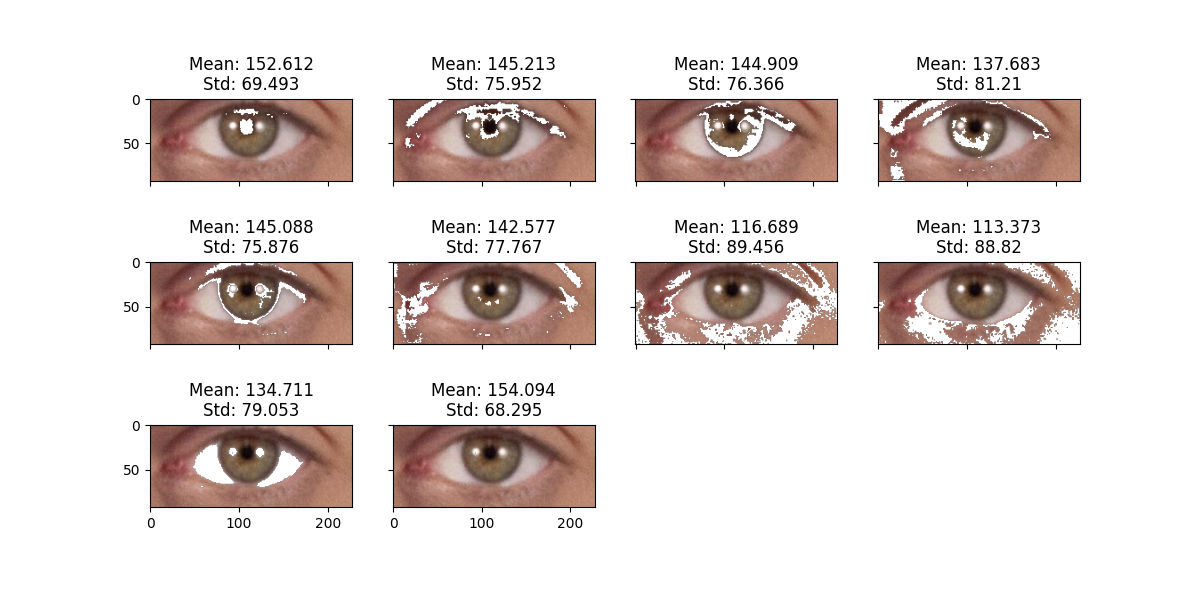 Mean: 152.612
Std: 69.493
Mean: 145.213
Std: 75.952
Mean: 144.909
Std: 76.366
Mean: 137.683
Std: 81.21
0
50
Mean: 145.088
Std: 75.876
Mean: 142.577
Std: 77.767
Mean: 116.689
Std: 89.456
Mean: 113.373
Std: 88.82
0
50
Mean: 134.711
Std: 79.053
Mean: 154.094
Std: 68.295
0
50
0 100 200
0 100 200